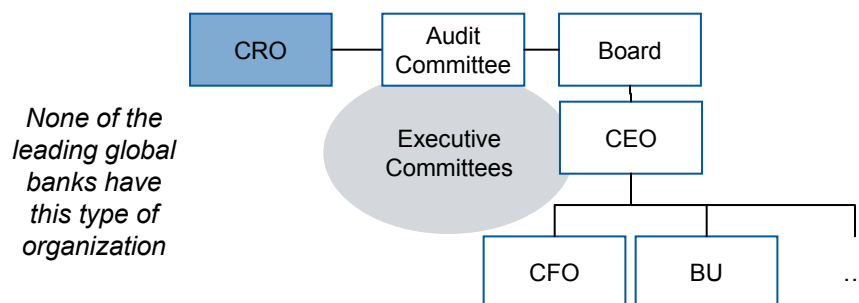 CRO
Audit
Committee
Board
None of the
leading global
banks have
this type of
organization
Executive
Committees
CEO
CFO
BU
..